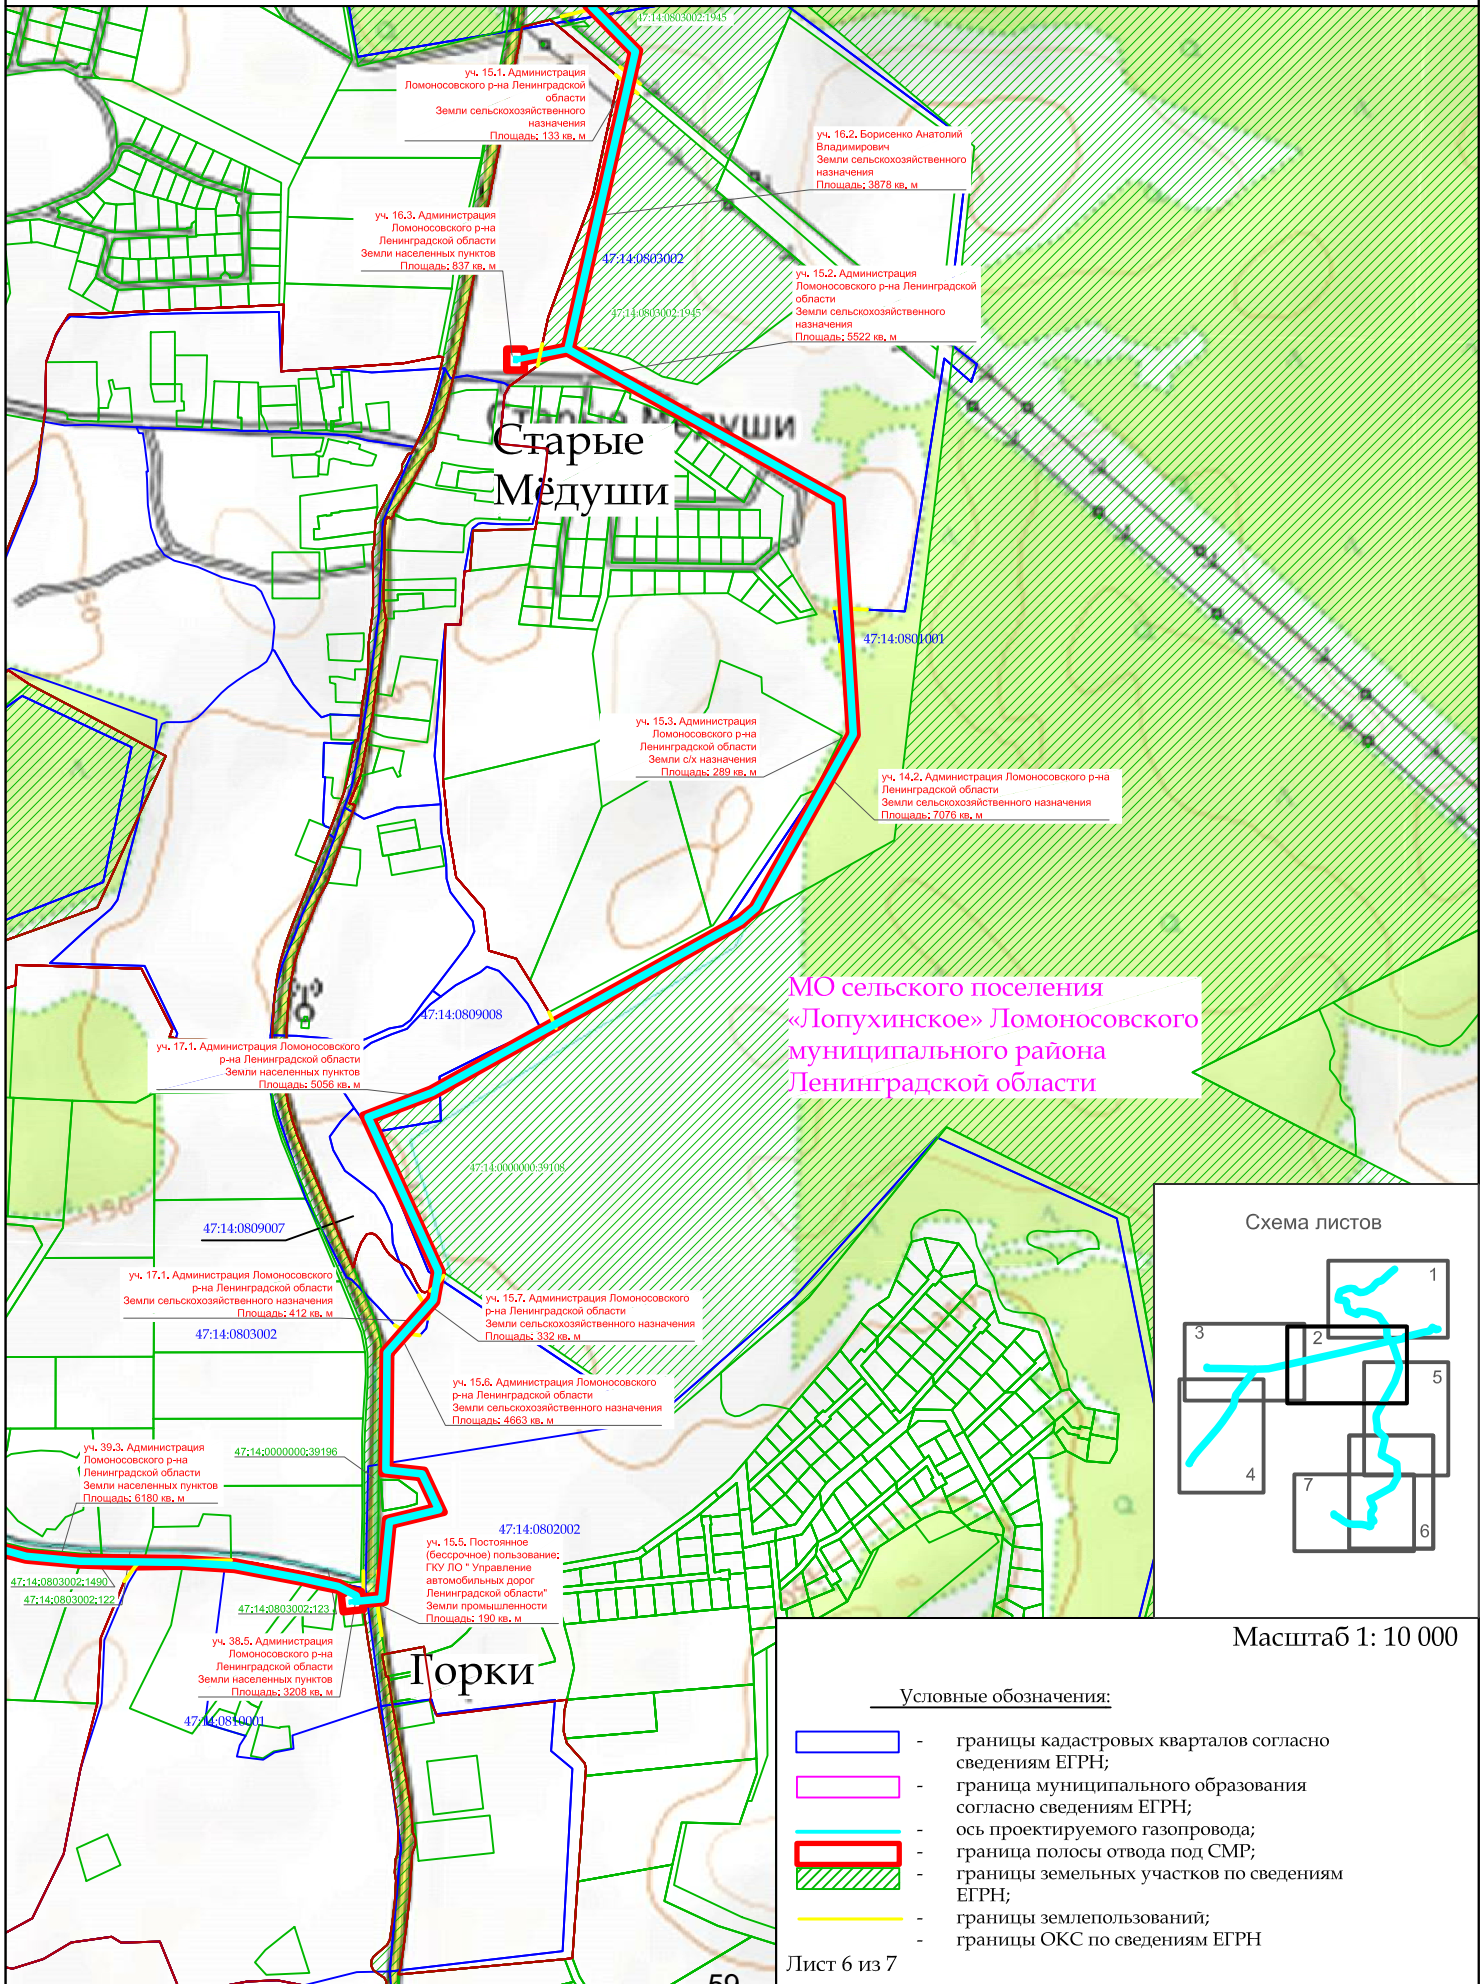 47:14:0803002:1945
уч. 15.1. Администрация
Ломоносовского р-на Ленинградской
области
Земли сельскохозяйственного
назначения
Площадь: 133 кв. м
уч. 16.2. Борисенко Анатолий
Владимирович
Земли сельскохозяйственного
назначения
Площадь: 3878 кв. м
уч. 16.3. Администрация
Ломоносовского р-на
Ленинградской области
Земли населенных пунктов
Площадь: 837 кв. м
47:14:0803002
уч. 15.2. Администрация
Ломоносовского р-на Ленинградской
области
Земли сельскохозяйственного
назначения
Площадь: 5522 кв. м
47:14:0803002:1945
Старые Мёдуши
Старые
Мёдуши
47:14:0801001
уч. 15.3. Администрация
Ломоносовского р-на
Ленинградской области
Земли с/х назначения
Площадь: 289 кв. м
уч. 14.2. Администрация Ломоносовского р-на
Ленинградской области
Земли сельскохозяйственного назначения
Площадь: 7076 кв. м
МО сельского поселения
«Лопухинское» Ломоносовского
муниципального района
Ленинградской области
47:14:0809008
уч. 17.1. Администрация Ломоносовского
р-на Ленинградской области
Земли населенных пунктов
Площадь: 5056 кв. м
47:14:0000000:39108
190
47:14:0809007
уч. 17.1. Администрация Ломоносовского
р-на Ленинградской области
Земли сельскохозяйственного назначения
Площадь: 412 кв. м
47:14:0803002
уч. 15.7. Администрация Ломоносовского
р-на Ленинградской области
Земли сельскохозяйственного назначения
Площадь: 332 кв. м
уч. 15.6. Администрация Ломоносовского
р-на Ленинградской области
Земли сельскохозяйственного назначения
Площадь: 4663 кв. м
уч. 39.3. Администрация
Ломоносовского р-на
Ленинградской области
Земли населенных пунктов
Площадь: 6180 кв. м
47:14:0000000:39196
47:14:0802002
уч. 15.5. Постоянное
(бессрочное) пользование:
ГКУ ЛО " Управление
автомобильных дорог
Ленинградской области"
Земли промышленности
Площадь: 190 кв. м
47:14:0803002:1490
47:14:0803002:122
47:14:0803002:123
уч. 38.5. Администрация
Ломоносовского р-на
Ленинградской области
Земли населенных пунктов
Площадь: 3208 кв. м
47:14:0810001
Горки
Схема листов
1
2
3
4
5
6
7
Масштаб 1: 10 000
Условные обозначения:
- границы кадастровых кварталов согласно
сведениям ЕГРН;
- граница муниципального образования
согласно сведениям ЕГРН;
- ось проектируемого газопровода;
- граница полосы отвода под СМР;
- границы земельных участков по сведениям
ЕГРН;
- границы землепользований;
- границы ОКС по сведениям ЕГРН
Лист 6 из 7
59